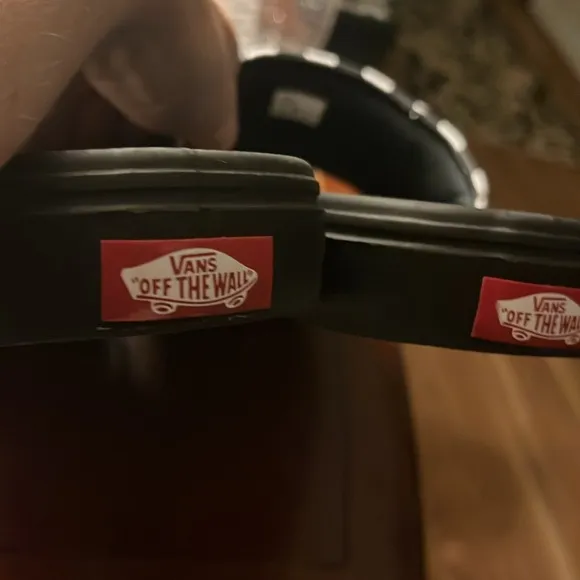 VANS
"OFF THE WALL"
VANS
"OFF THE WAL